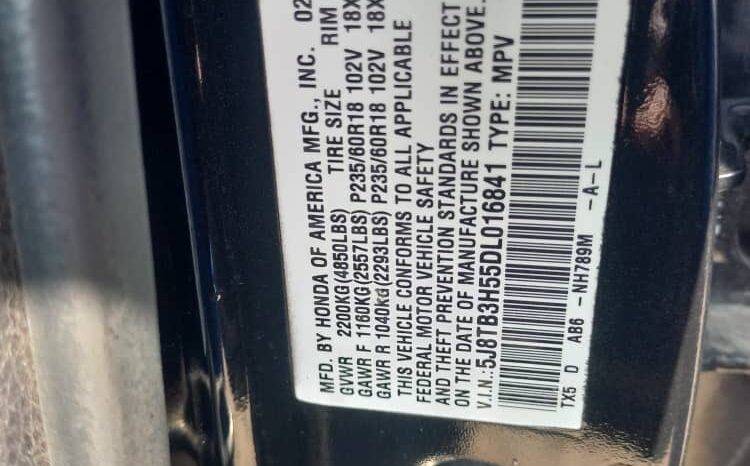 MFD. BY HONDA OF AMERICA MFG., INC. 02
GVWR 2200KG(4850LBS) TIRE SIZE RIM
GAWR F 1160KG(2557LBS) P235/60R18 102V 18X
GAWR R 1040KG(2293LBS) P235/60R18 102V 18X
THIS VEHICLE CONFORMS TO ALL APPLICABLE
FEDERAL MOTOR VEHICLE SAFETY
AND THEFT PREVENTION STANDARDS IN EFFECT
ON THE DATE OF MANUFACTURE SHOWN ABOVE.
V.I.N.:5J8TB3H55DL016841 TYPE: MPV
TX5 D AB6 -NH789M -A-L